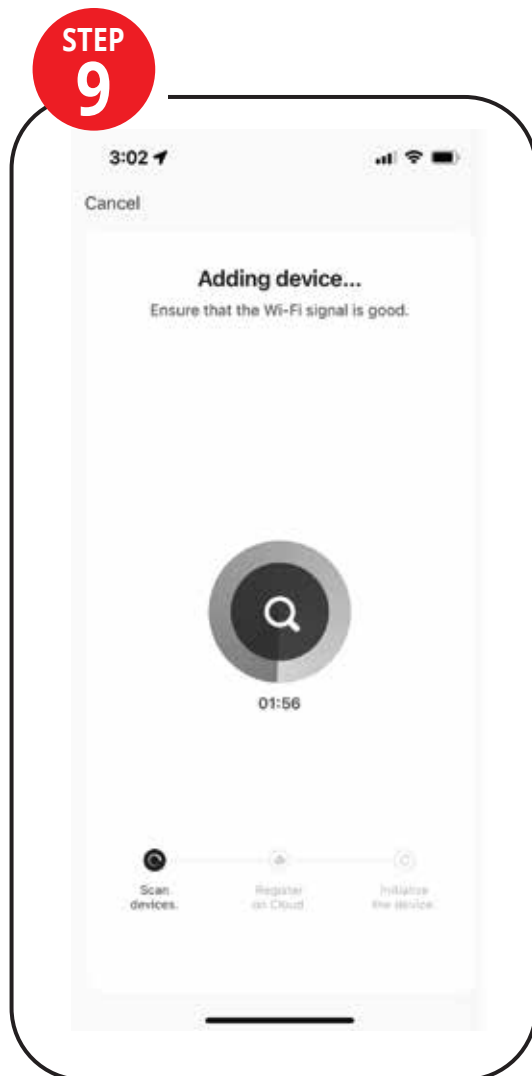 STEP
9
3:02
Cancel
Adding device...
Ensure that the Wi-Fi signal is good.
01:56
Scan devices.
Register on Cloud
Initialize the device.